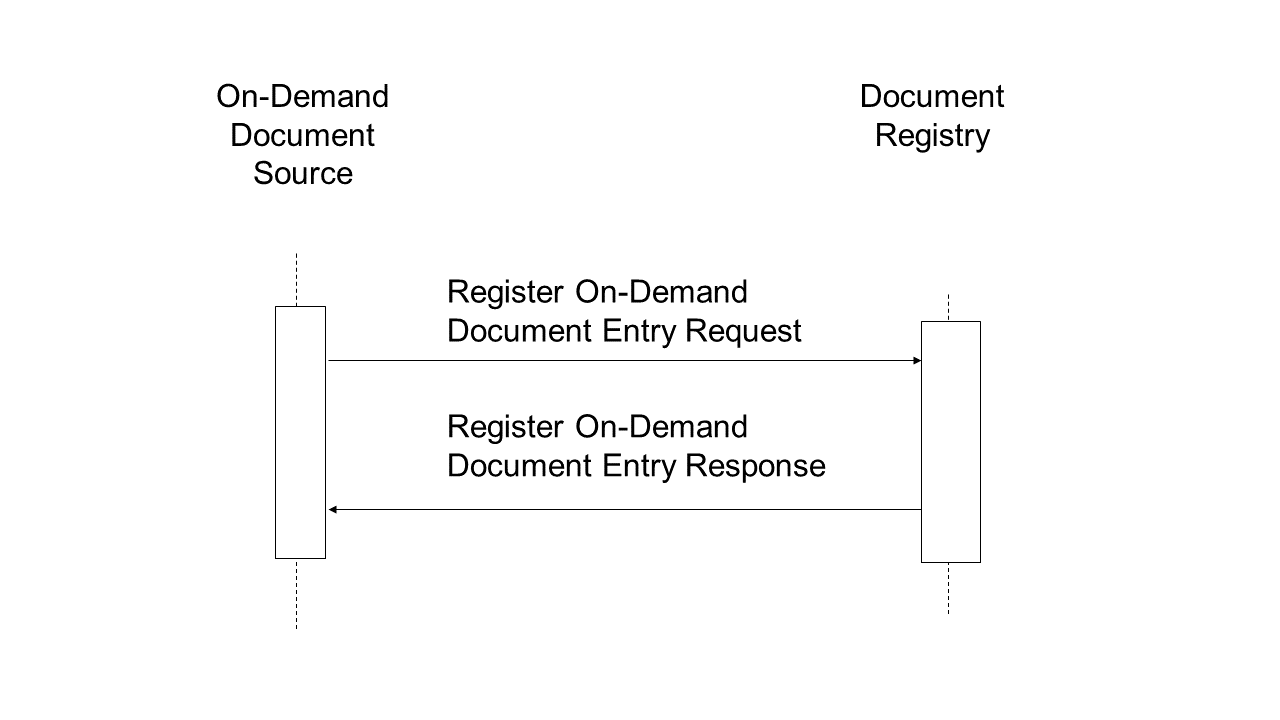 On-Demand
Document
Source
Document
Registry
Register On-Demand
Document Entry Request
Register On-Demand
Document Entry Response